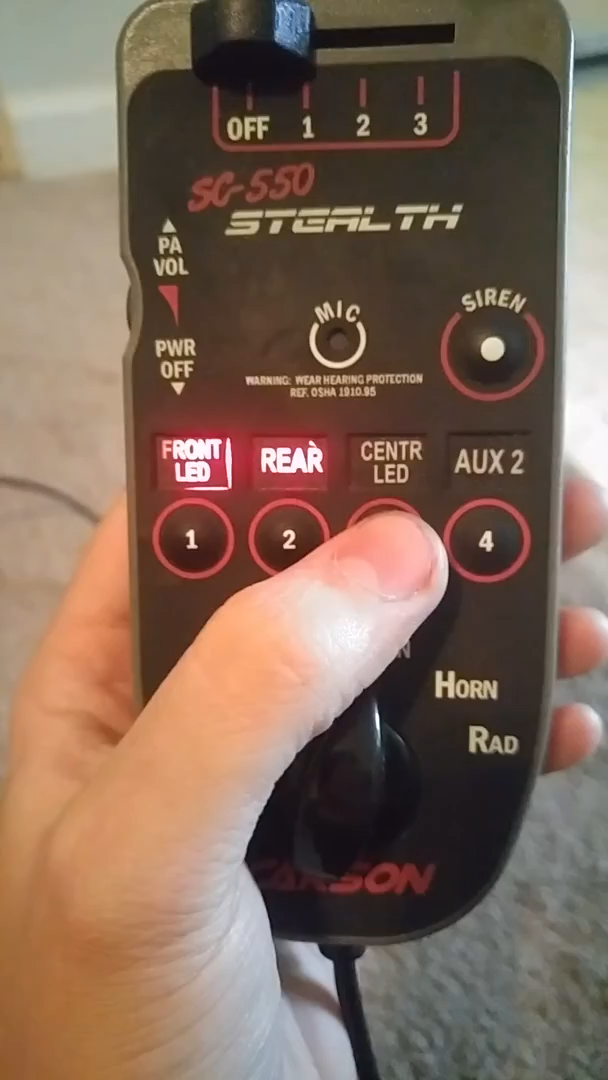 OFF 1 2 3
SC-550
STEALTH
PA
VOL
PWR
OFF
MIC
SIREN
WARNING: WEAR HEARING PROTECTION
REF. OSHA 1910.95
FRONT
LED
REAR
CENTR
LED
AUX 2
1 2 4
HORN
RAD
CARSON